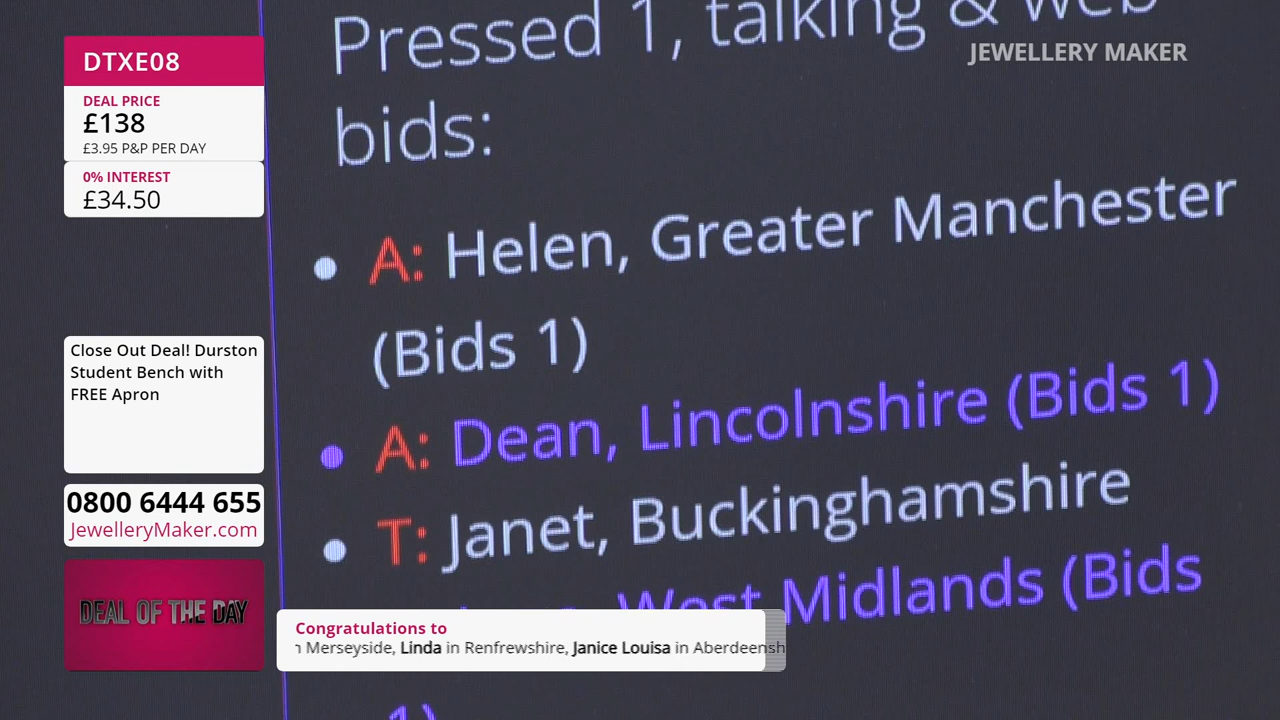 DTXE08
DEAL PRICE
£138
£3.95 P&P PER DAY
0% INTEREST
£34.50
Close Out Deal! Durston
Student Bench with
FREE Apron
0800 6444 655
JewelleryMaker.com
DEAL OF THE DAY
JEWELLERY MAKER
Pressed 1, talking & web
bids:
• A: Helen, Greater Manchester
(Bids 1)
• A: Dean, Lincolnshire (Bids 1)
• T: Janet, Buckinghamshire
West Midlands (Bids
1)
Congratulations to
Merseyside, Linda in Renfrewshire, Janice Louisa in Aberdeensh